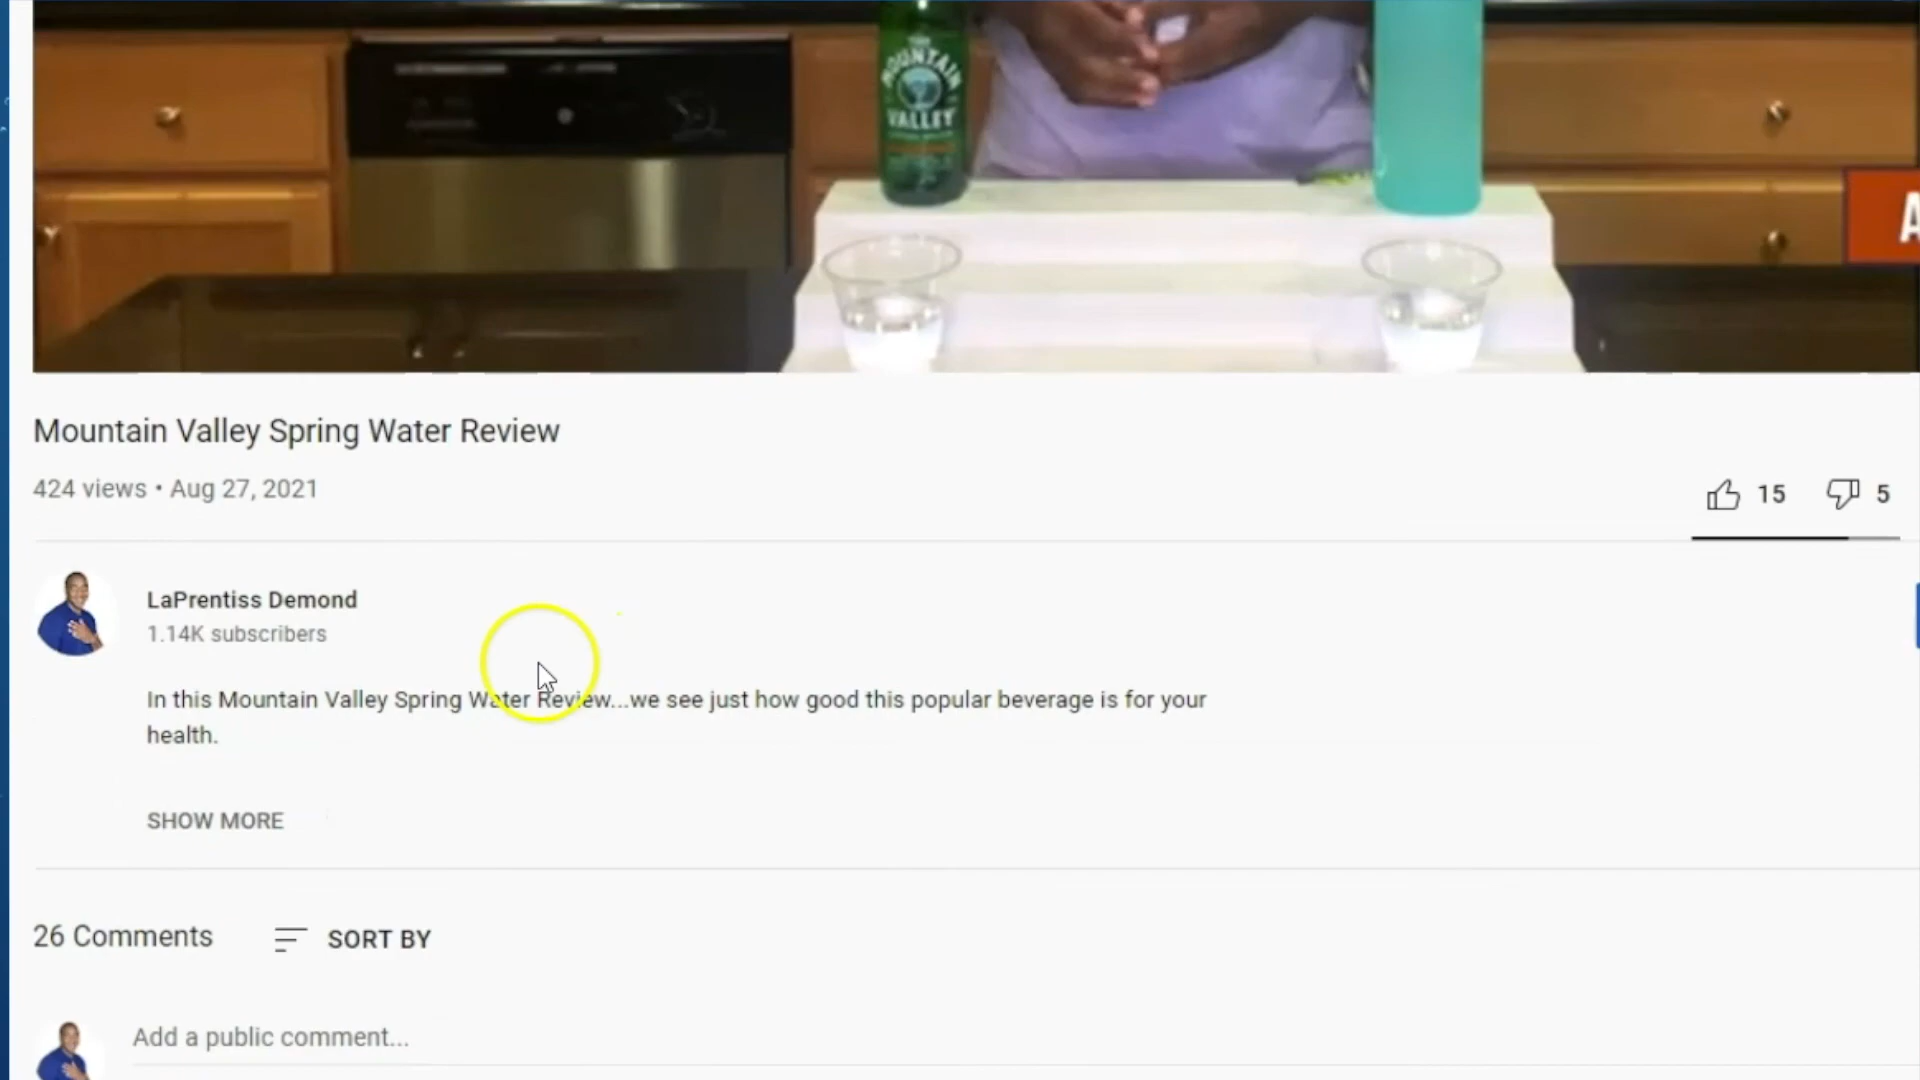 MOUNTAIN
VALLEY
A
Mountain Valley Spring Water Review
424 views • Aug 27, 2021
15
5
LaPrentiss Demond
1.14K subscribers
In this Mountain Valley Spring Water Review...we see just how good this popular beverage is for your
health.
SHOW MORE
26 Comments
SORT BY
Add a public comment...